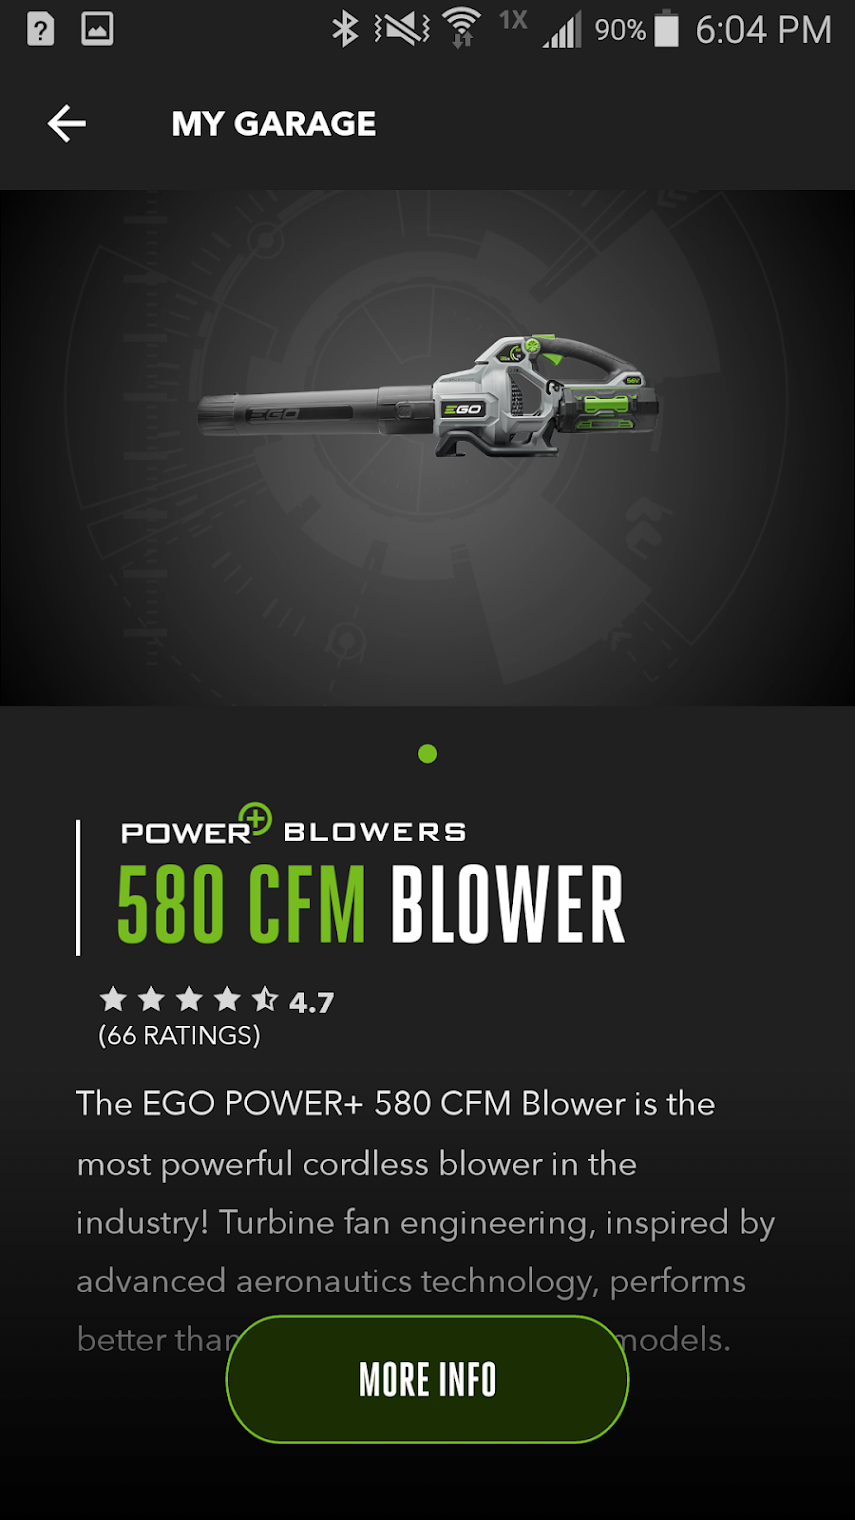 1X 90% 6:04 PM
MY GARAGE
56V
EGO
EGO
POWER+ BLOWERS
580 CFM BLOWER
4.7
(66 RATINGS)
The EGO POWER+ 580 CFM Blower is the
most powerful cordless blower in the
industry! Turbine fan engineering, inspired by
advanced aeronautics technology, performs
better than models.
MORE INFO